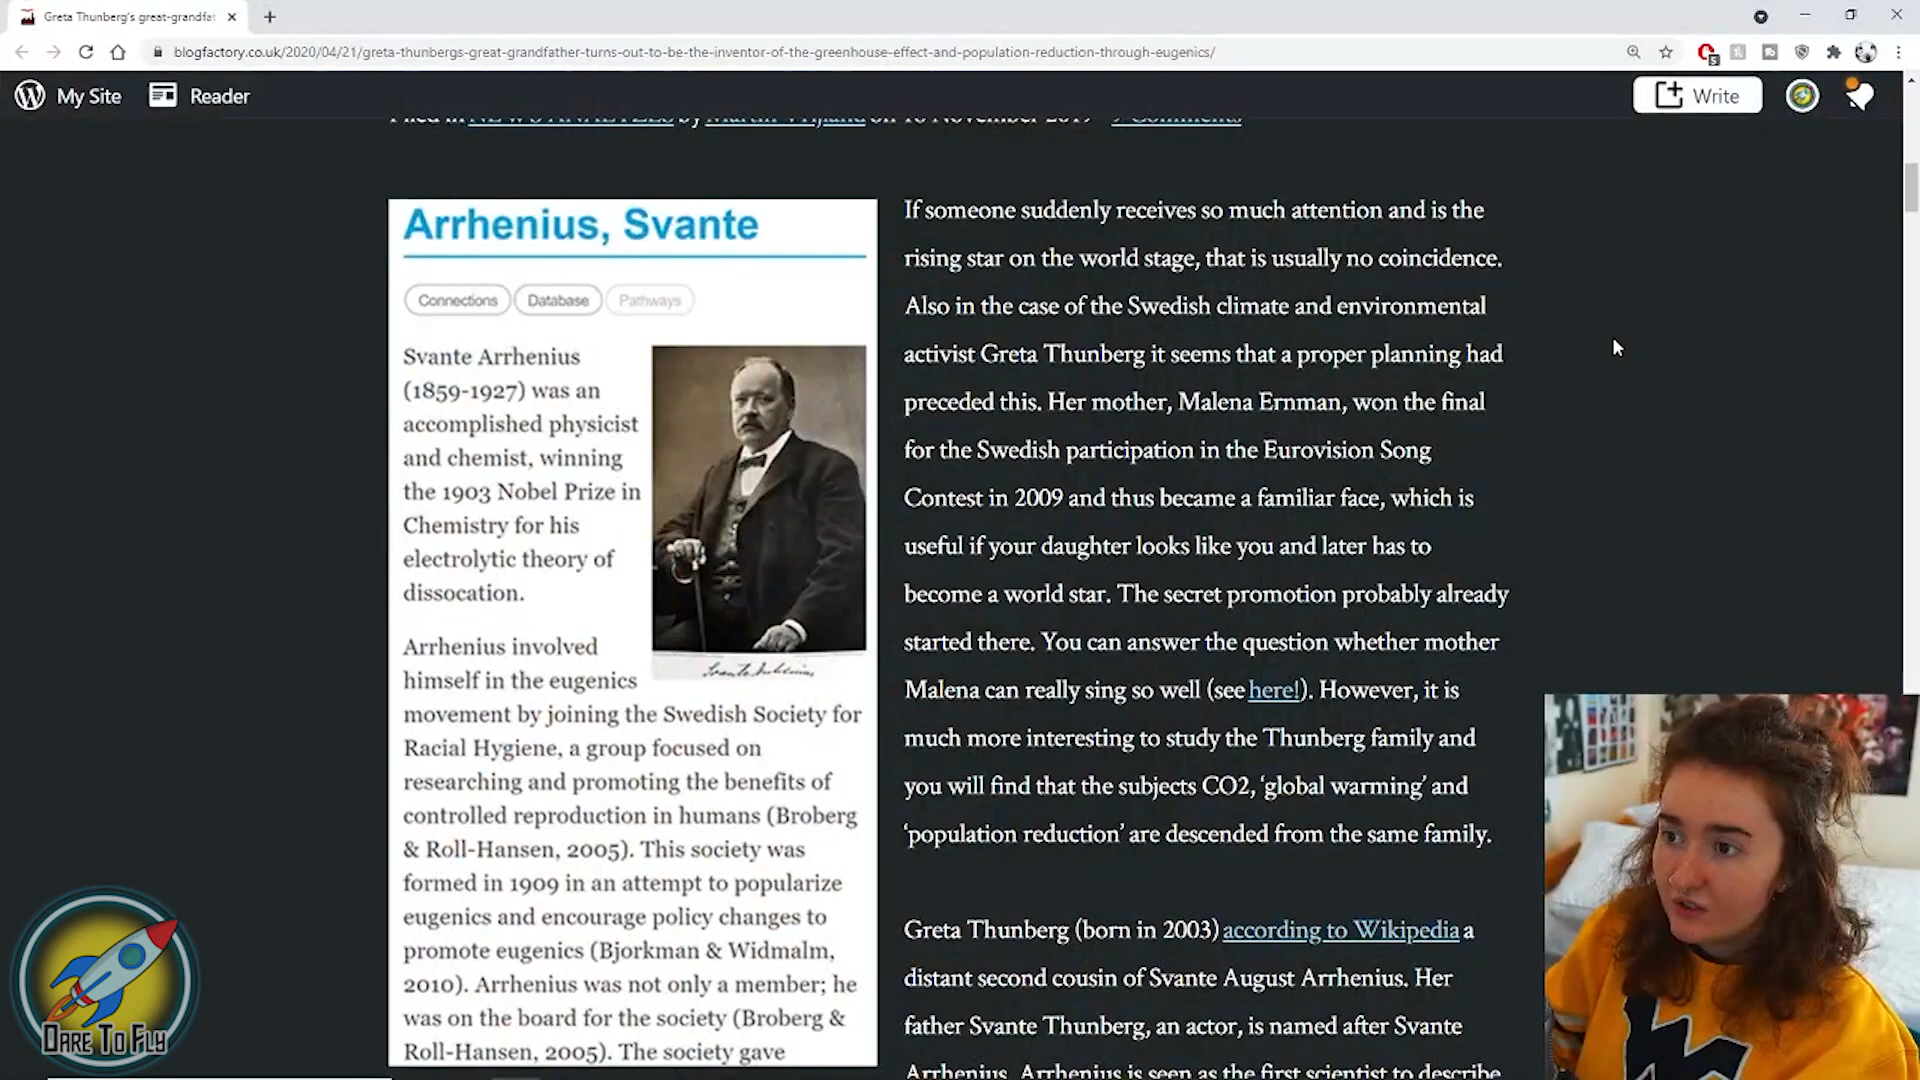 Greta Thunberg's great-grandfat
blogfactory.co.uk/2020/04/21/greta-thunbergs-great-grandfather-turns-out-to-be-the-inventor-of-the-greenhouse-effect-and-population-reduction-through-eugenics/
My Site
Reader
Write
Filed in NEWS ANALYZES by Martin Vrijland on 16 November 2019
9 Comments
Arrhenius, Svante
Connections
Database
Pathways
Svante Arrhenius
(1859-1927) was an
accomplished physicist
and chemist, winning
the 1903 Nobel Prize in
Chemistry for his
electrolytic theory of
dissocation.
Arrhenius involved
himself in the eugenics
movement by joining the Swedish Society for
Racial Hygiene, a group focused on
researching and promoting the benefits of
controlled reproduction in humans (Broberg
& Roll-Hansen, 2005). This society was
formed in 1909 in an attempt to popularize
eugenics and encourage policy changes to
promote eugenics (Bjorkman & Widmalm,
2010). Arrhenius was not only a member; he
was on the board for the society (Broberg &
Roll-Hansen, 2005). The society gave
If someone suddenly receives so much attention and is the
rising star on the world stage, that is usually no coincidence.
Also in the case of the Swedish climate and environmental
activist Greta Thunberg it seems that a proper planning had
preceded this. Her mother, Malena Ernman, won the final
for the Swedish participation in the Eurovision Song
Contest in 2009 and thus became a familiar face, which is
useful if your daughter looks like you and later has to
become a world star. The secret promotion probably already
started there. You can answer the question whether mother
Malena can really sing so well (see here!). However, it is
much more interesting to study the Thunberg family and
you will find that the subjects CO2, ‘global warming’ and
‘population reduction’ are descended from the same family.
Greta Thunberg (born in 2003) according to Wikipedia a
distant second cousin of Svante August Arrhenius. Her
father Svante Thunberg, an actor, is named after Svante
Arrhenius. Arrhenius is seen as the first scientist to describe
DARE TO FLY